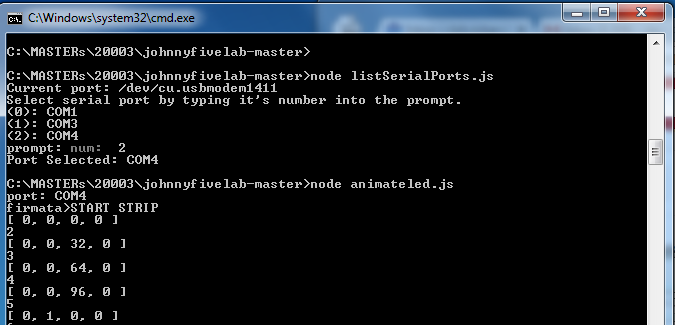 C:\Windows\system32\cmd.exe
C:\MASTERs\20003\johnnyfivelab-master>
C:\MASTERs\20003\johnnyfivelab-master>node listSerialPorts.js
Current port: /dev/cu.usbmodem1411
Select serial port by typing it's number into the prompt.
(0): COM1
(1): COM3
(2): COM4
prompt: num:  2
Port Selected: COM4
C:\MASTERs\20003\johnnyfivelab-master>node animateled.js
port: COM4
firmata>START STRIP
[ 0, 0, 0, 0 ]
2
[ 0, 0, 32, 0 ]
3
[ 0, 0, 64, 0 ]
4
[ 0, 0, 96, 0 ]
5
[ 0, 1, 0, 0 ]